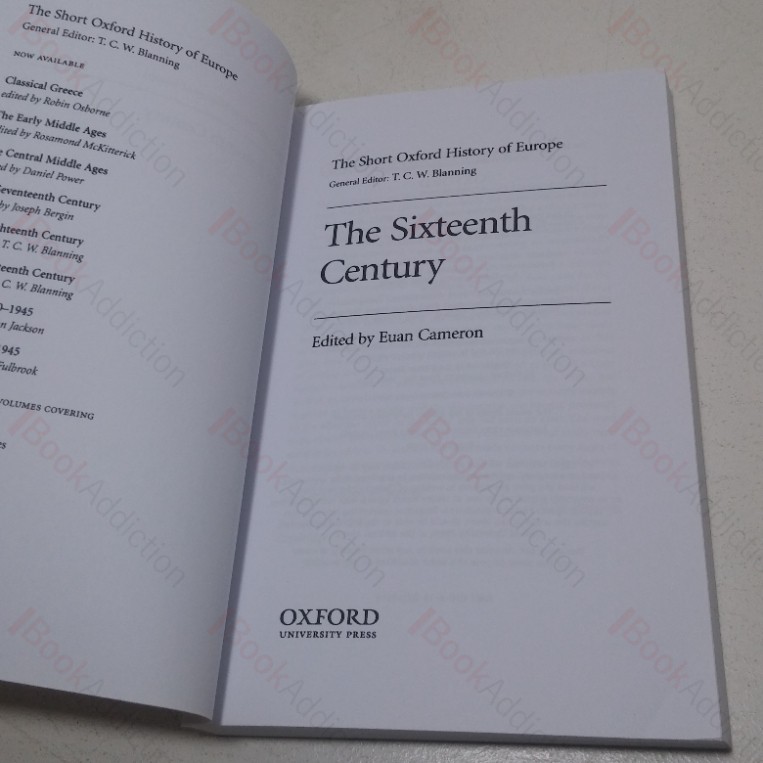 The Short Oxford History of Europe
General Editor: T. C. W. Blanning
NOW AVAILABLE
Classical Greece
edited by Robin Osborne
The Early Middle Ages
edited by Rosamond McKitterick
Central Middle Ages
by Daniel Power
Seventeenth Century
by Joseph Bergin
Century
T. C. W. Blanning
Century
C. W. Blanning
–1945
Jackson
1945
Fulbrook
VOLUMES COVERING
The Short Oxford History of Europe
General Editor: T. C. W. Blanning
The Sixteenth
Century
Edited by Euan Cameron
OXFORD
UNIVERSITY PRESS
BookAddiction